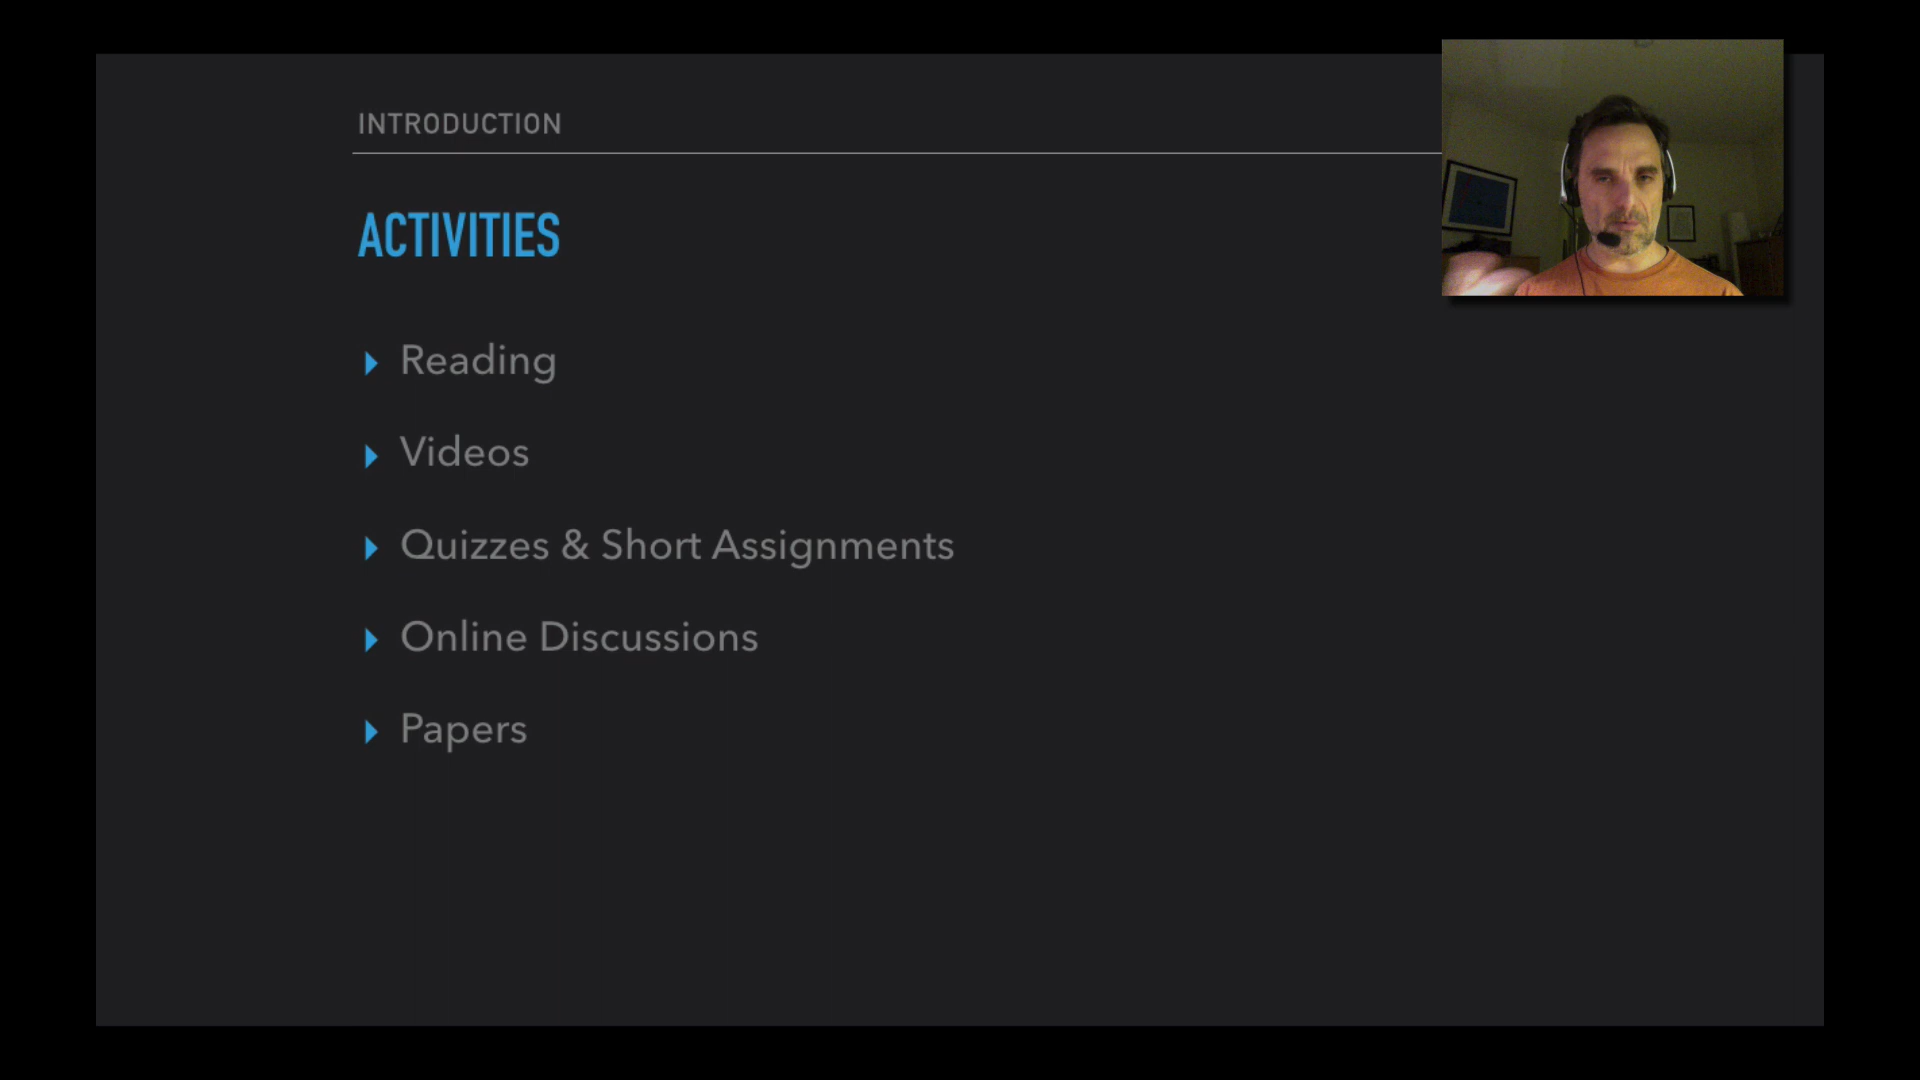 INTRODUCTION
ACTIVITIES
Reading
Videos
Quizzes & Short Assignments
Online Discussions
Papers